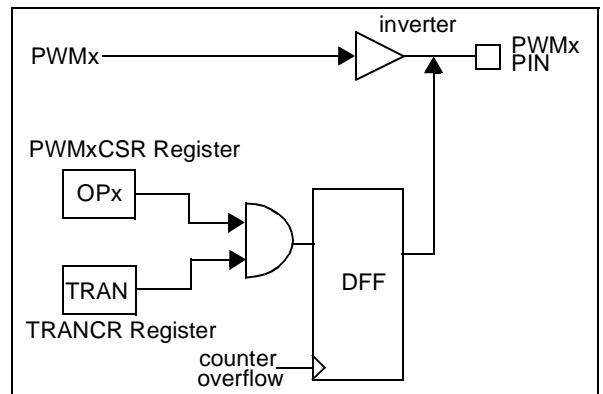 inverter
PWMx
PWMx
PIN
PWMxCSR Register
OPx
TRAN
DFF
TRANCR Register
counter
overflow